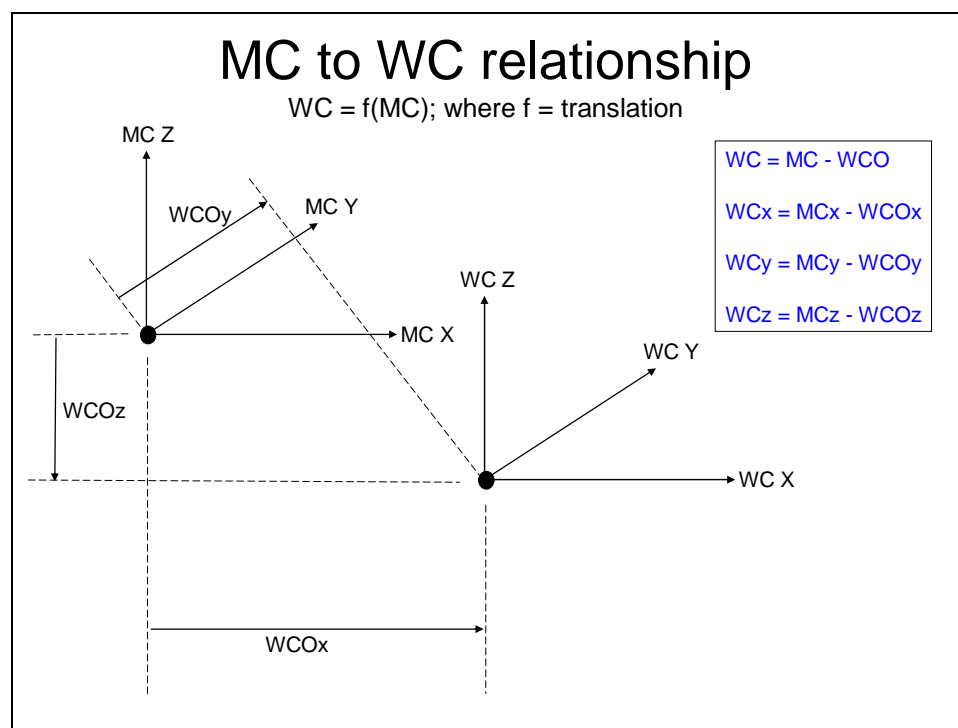 MC to WC relationship
WC = f(MC); where f = translation
MC Z
WC = MC - WCO
WCx = MCx - WCOx
WCy = MCy - WCOy
WCz = MCz - WCOz
WCOy
MC Y
WC Z
MC X
WC Y
WCOz
WC X
WCOx